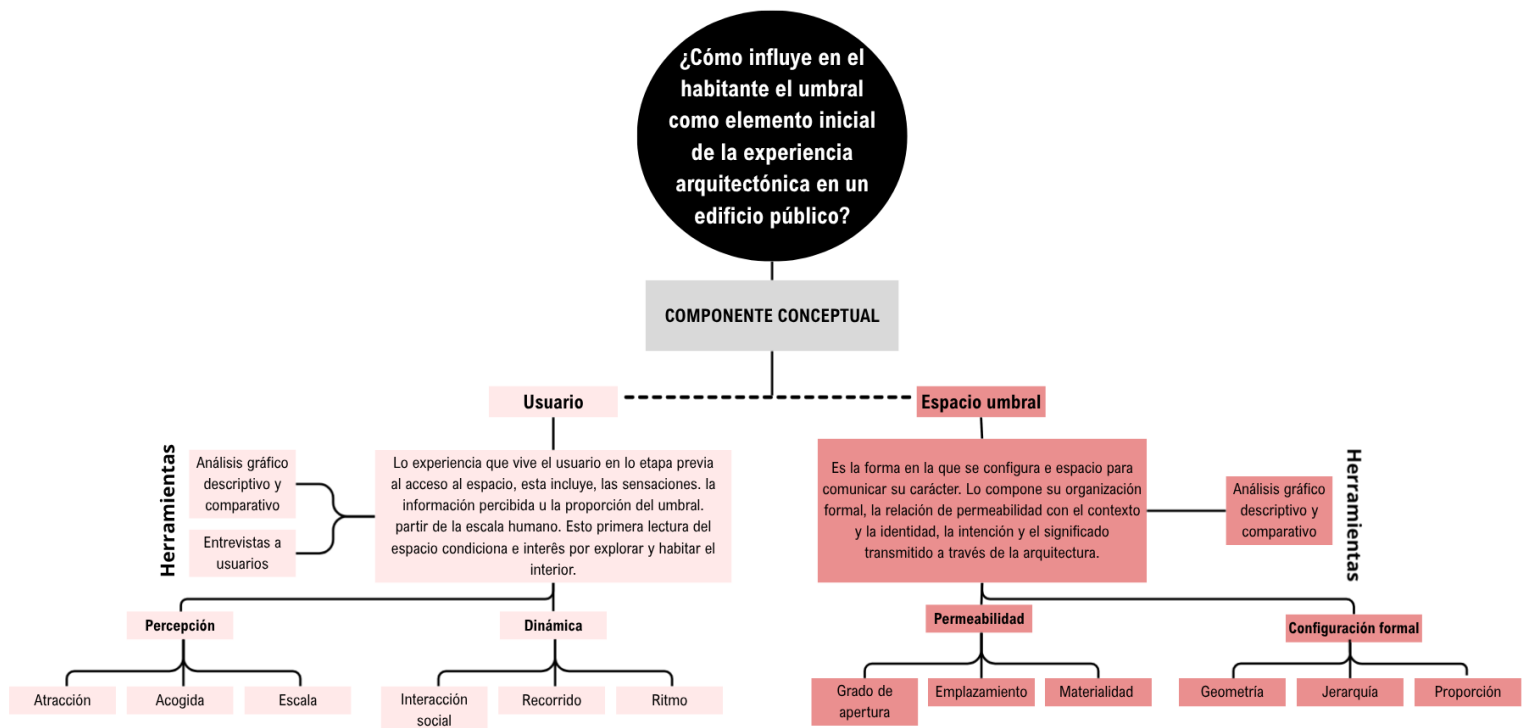 ¿Cómo influye en el
habitante el umbral
como elemento inicial
de la experiencia
arquitectónica en un
edificio público?
COMPONENTE CONCEPTUAL
Usuario
Espacio umbral
Herramientas
Análisis gráfico
descriptivo y
comparativo
Entrevistas a
usuarios
Lo experiencia que vive el usuario en lo etapa previa
al acceso al espacio, esta incluye, las sensaciones. la
información percibida u la proporción del umbral.
partir de la escala humano. Esto primera lectura del
espacio condiciona e interês por explorar y habitar el
interior.
Es la forma en la que se configura e espacio para
comunicar su carácter. Lo compone su organización
formal, la relación de permeabilidad con el contexto
y la identidad, la intención y el significado
transmitido a través de la arquitectura.
Análisis gráfico
descriptivo y
comparativo
Herramientas
Percepción
Dinámica
Permeabilidad
Configuración formal
Atracción
Acogida
Escala
Interacción
social
Recorrido
Ritmo
Grado de
apertura
Emplazamiento
Materialidad
Geometría
Jerarquía
Proporción